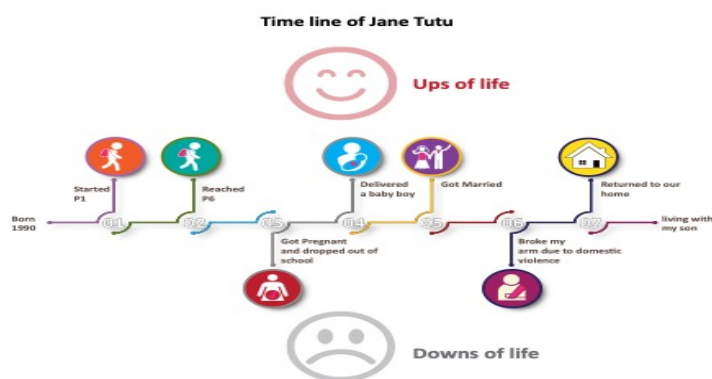 Time line of Jane Tutu
Ups of life
Started
P1
Reached
P6
Delivered
a baby boy
Got Married
Returned to our
home
Born
1990
01
02
03
04
05
06
07
living with
my son
Got Pregnant
and dropped out of
school
Broke my
arm due to domestic
violence
Downs of life